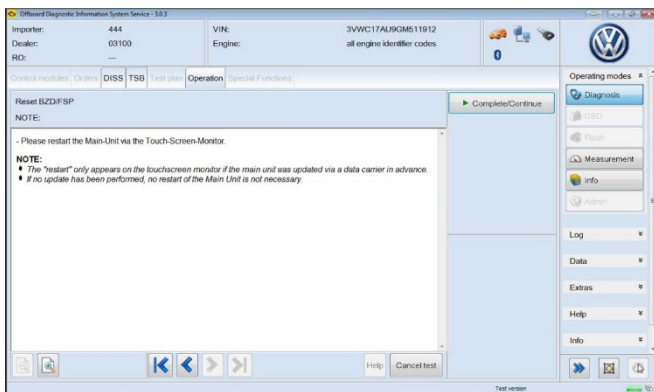 Offboard Diagnostic Information System Service - 3.0.3
Importer: 444
Dealer: 03100
RO: ---
VIN: 3VWC17AU9GM511912
Engine: all engine identifier codes
0
Control modules Orders DISS TSB Test plan Operation Special Functions
Reset BZD/FSP
NOTE:
Complete/Continue
- Please restart the Main-Unit via the Touch-Screen-Monitor.
NOTE:
The "restart" only appears on the touchscreen monitor if the main unit was updated via a data carrier in advance.
If no update has been performed, no restart of the Main Unit is not necessary.
Help
Cancel test
Operating modes
Diagnosis
OBD
Flash
Measurement
Info
Admin
Log
Data
Extras
Help
Info
Test version